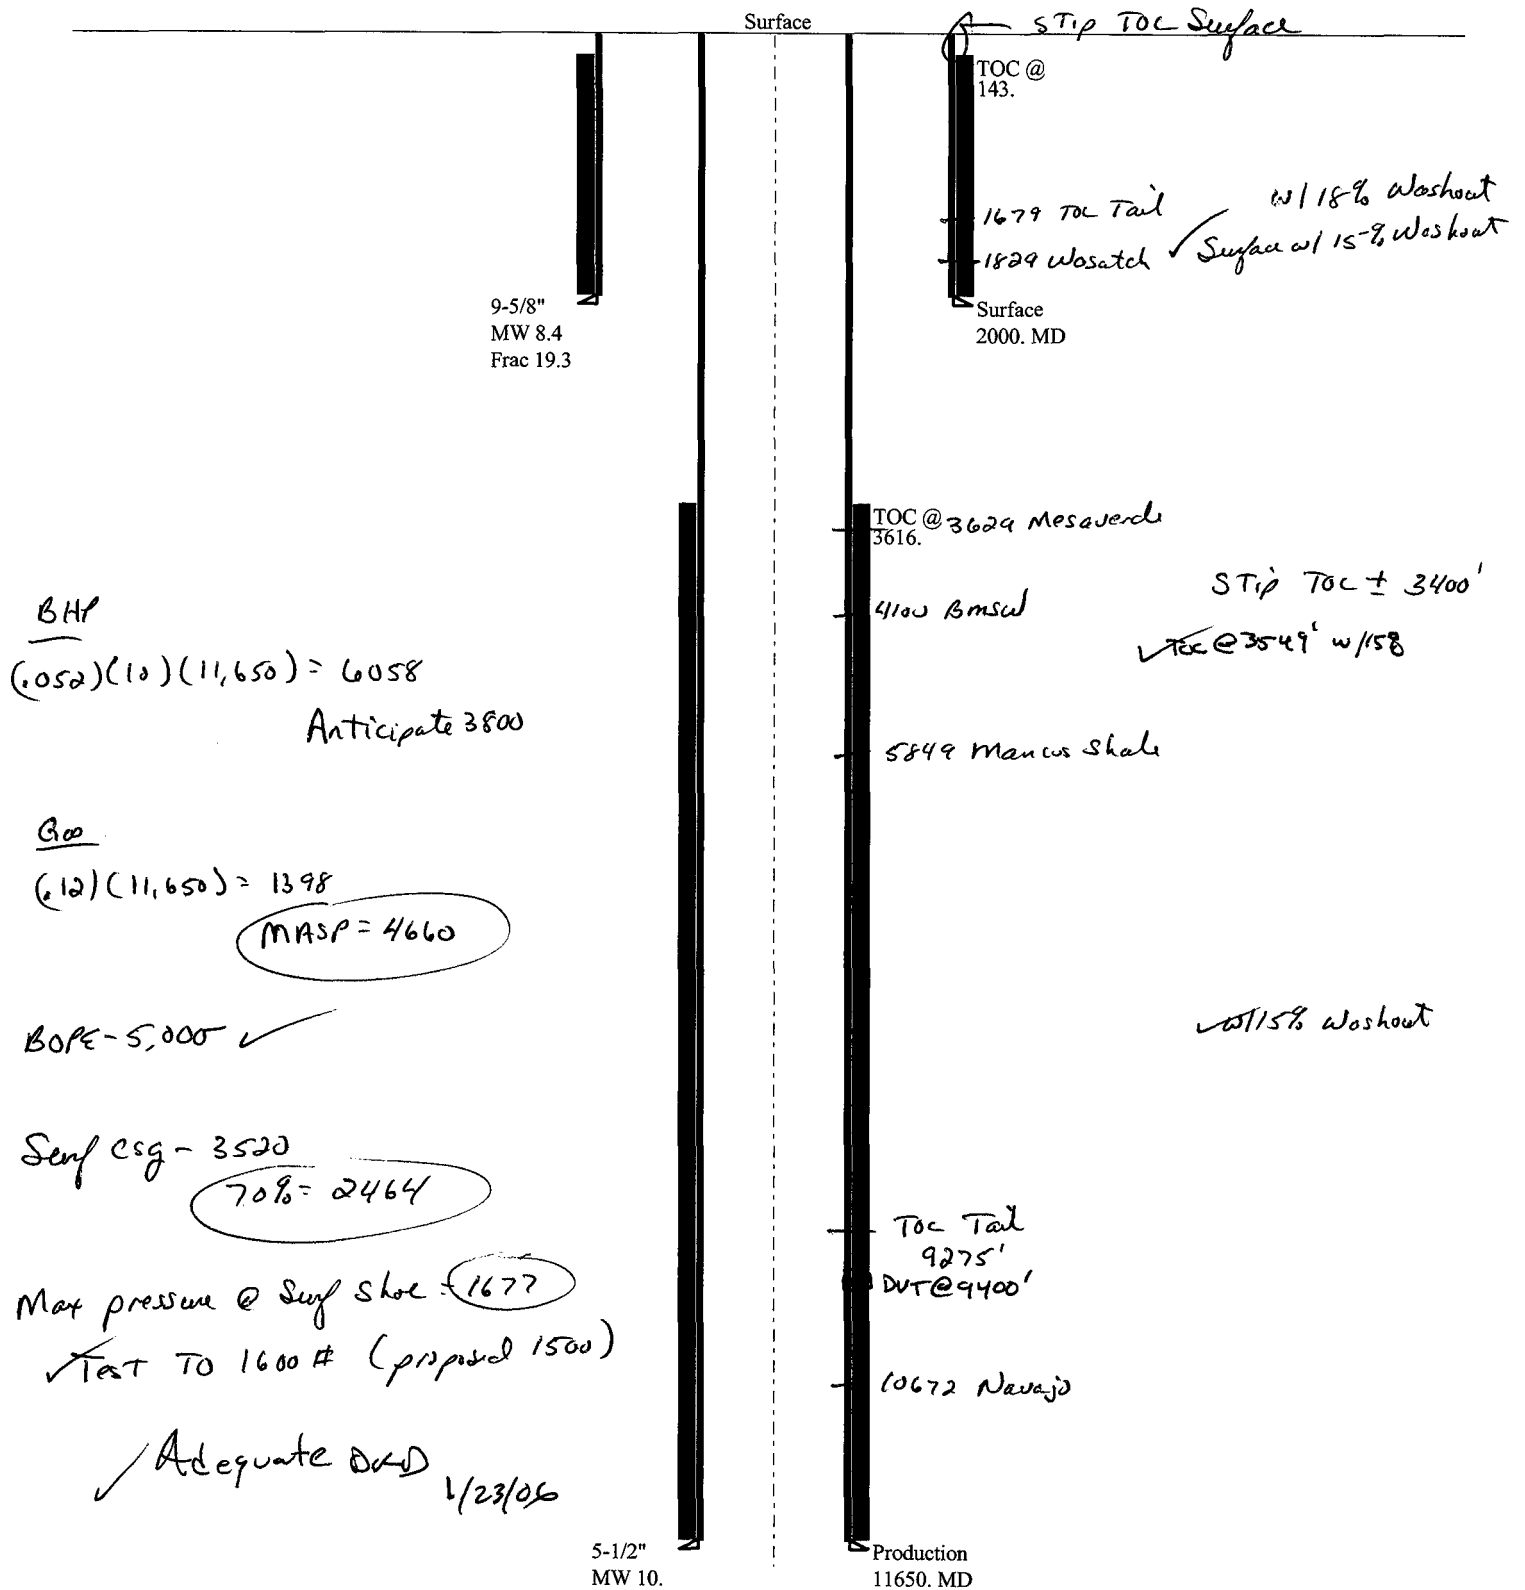 Surface
STip TOC Surface
TOC @
143.
1679 TOC Tail
w/ 18% Washout
1829 Wasatch
Surface w/ 15% Washout
9-5/8"
MW 8.4
Frac 19.3
Surface
2000. MD
TOC @
3616.
3629 Mesaverde
STip TOC ± 3400'
4100 Bmsw
TOC @ 3549' w/15%
BHP
(.052)(10)(11,650) = 6058
Anticipate 3800
5849 Mancus Shale
Gas
(.12)(11,650) = 1398
MASP = 4660
BOPE - 5,000 ✓
w/15% Washout
Surf csg - 3520
70% = 2464
TOC Tail
9275'
DVT @ 9400'
Max pressure @ Surf Shoe = 1677
✓ Test TO 1600 # (proposed 1500)
10672 Navajo
✓ Adequate DKD
1/23/06
5-1/2"
MW 10.
Production
11650. MD